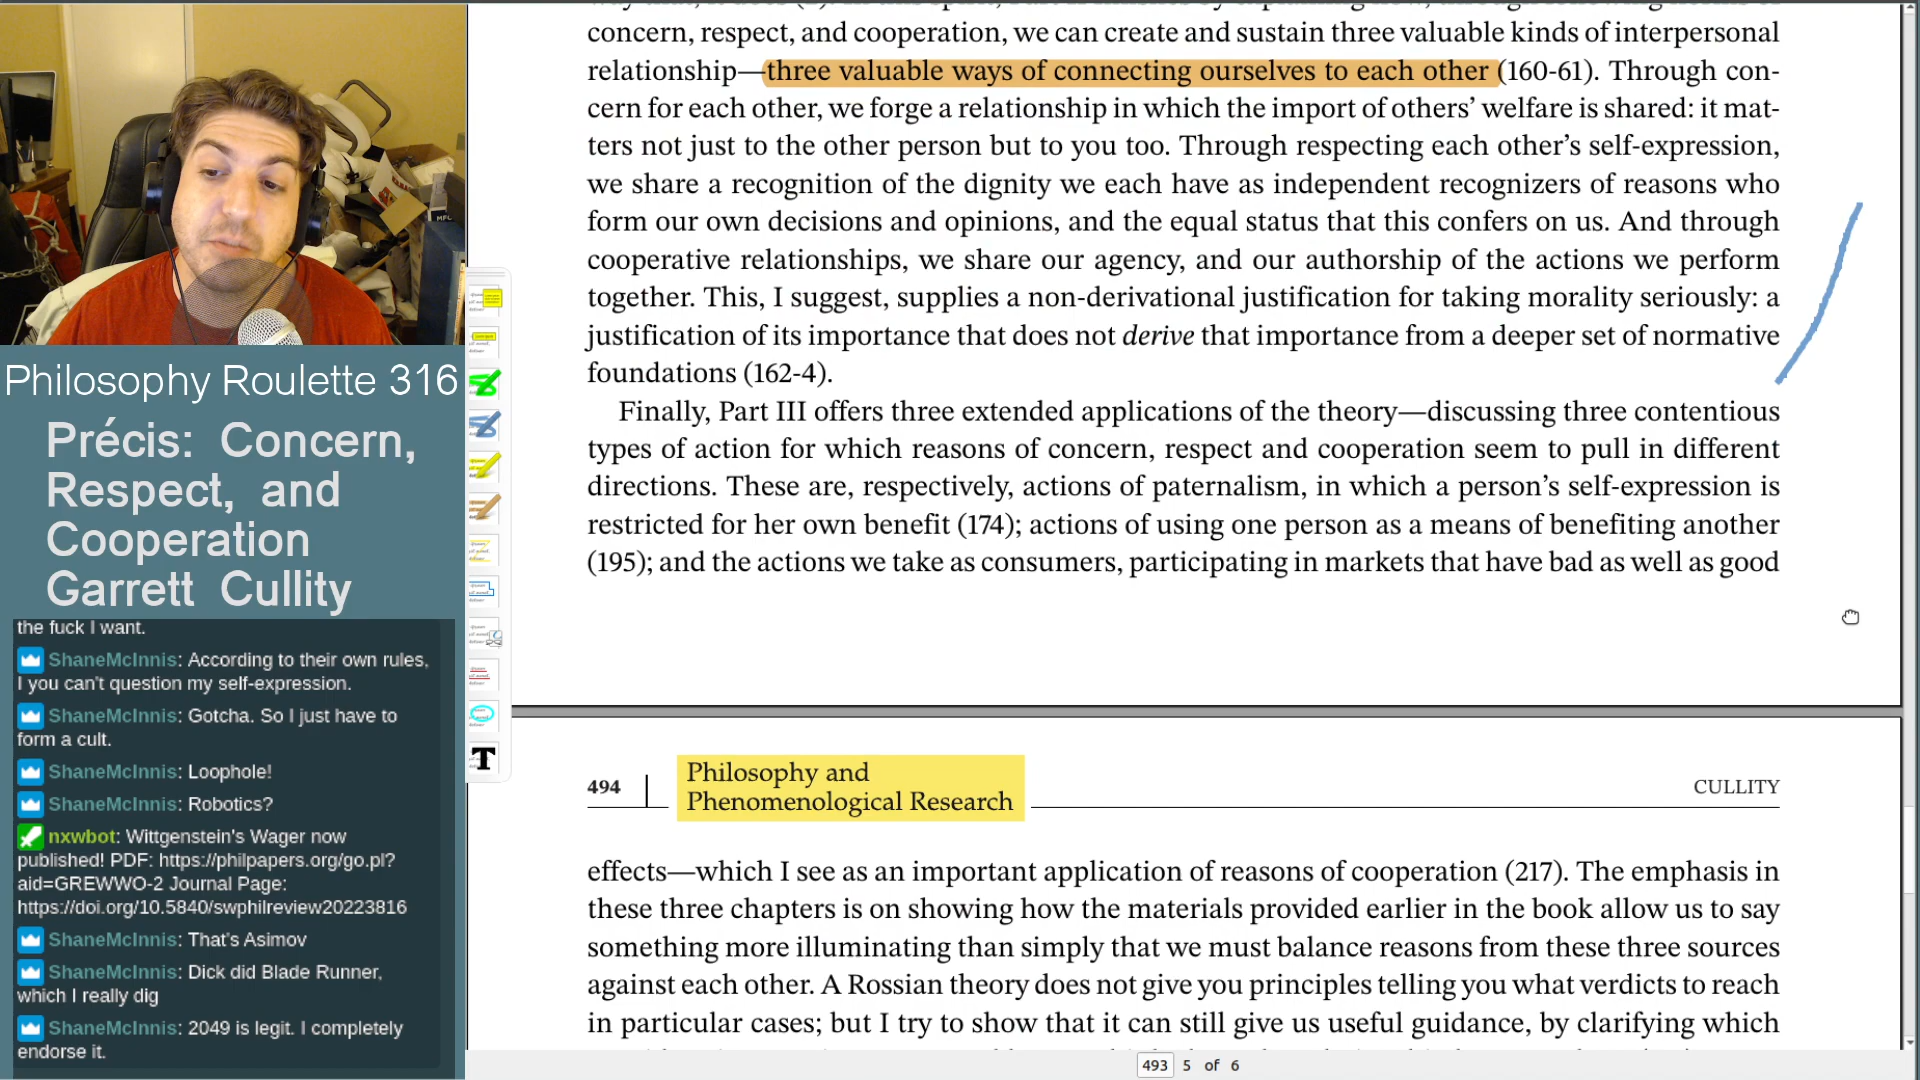 concern, respect, and cooperation, we can create and sustain three valuable kinds of interpersonal
relationship—three valuable ways of connecting ourselves to each other (160-61). Through con-
cern for each other, we forge a relationship in which the import of others’ welfare is shared: it mat-
ters not just to the other person but to you too. Through respecting each other’s self-expression,
we share a recognition of the dignity we each have as independent recognizers of reasons who
form our own decisions and opinions, and the equal status that this confers on us. And through
cooperative relationships, we share our agency, and our authorship of the actions we perform
together. This, I suggest, supplies a non-derivational justification for taking morality seriously: a
justification of its importance that does not derive that importance from a deeper set of normative
foundations (162-4).
Finally, Part III offers three extended applications of the theory—discussing three contentious
types of action for which reasons of concern, respect and cooperation seem to pull in different
directions. These are, respectively, actions of paternalism, in which a person’s self-expression is
restricted for her own benefit (174); actions of using one person as a means of benefiting another
(195); and the actions we take as consumers, participating in markets that have bad as well as good
494
Philosophy and
Phenomenological Research
CULLITY
effects—which I see as an important application of reasons of cooperation (217). The emphasis in
these three chapters is on showing how the materials provided earlier in the book allow us to say
something more illuminating than simply that we must balance reasons from these three sources
against each other. A Rossian theory does not give you principles telling you what verdicts to reach
in particular cases; but I try to show that it can still give us useful guidance, by clarifying which
493 5 of 6
T
Philosophy Roulette 316
Précis: Concern,
Respect, and
Cooperation
Garrett Cullity
the fuck I want.
ShaneMcInnis: According to their own rules,
I you can't question my self-expression.
ShaneMcInnis: Gotcha. So I just have to
form a cult.
ShaneMcInnis: Loophole!
ShaneMcInnis: Robotics?
nxwbot: Wittgenstein's Wager now
published! PDF: https://philpapers.org/go.pl?
aid=GREWWO-2 Journal Page:
https://doi.org/10.5840/swphilreview20223816
ShaneMcInnis: That's Asimov
ShaneMcInnis: Dick did Blade Runner,
which I really dig
ShaneMcInnis: 2049 is legit. I completely
endorse it.